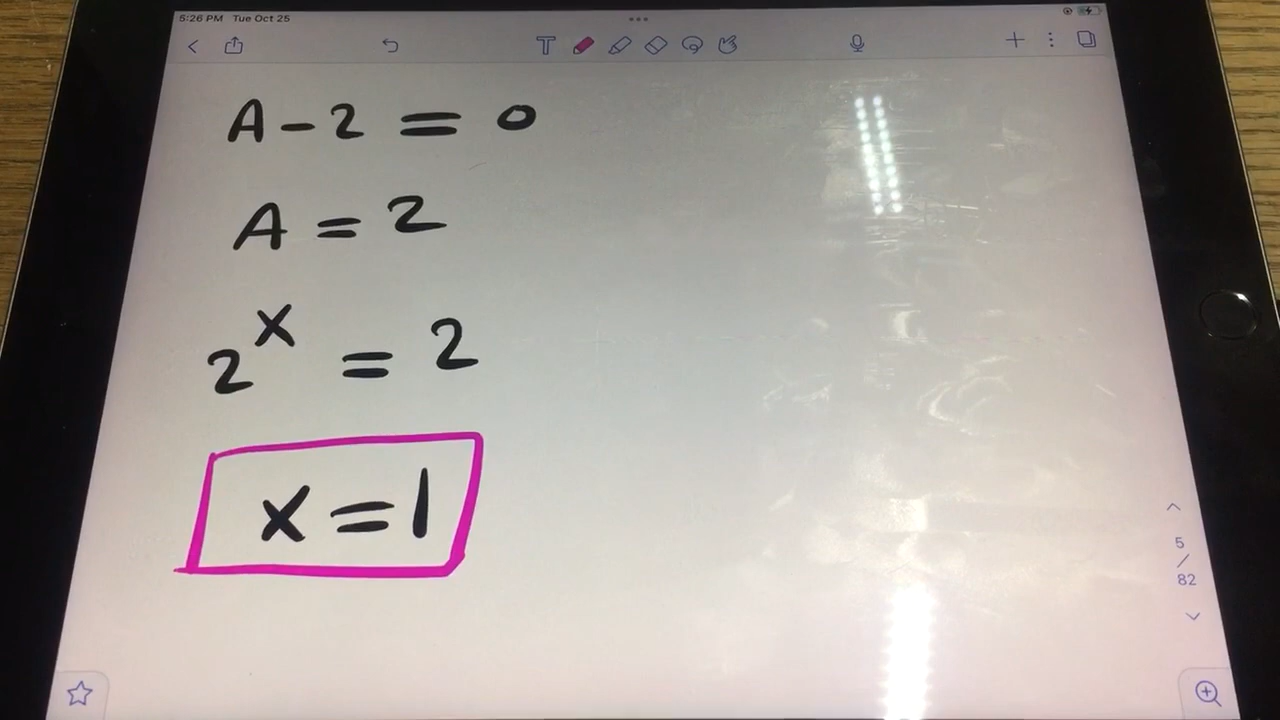 5:26 PM Tue Oct 25
A - 2 = 0
A = 2
2^x = 2
x = 1
5
/
82